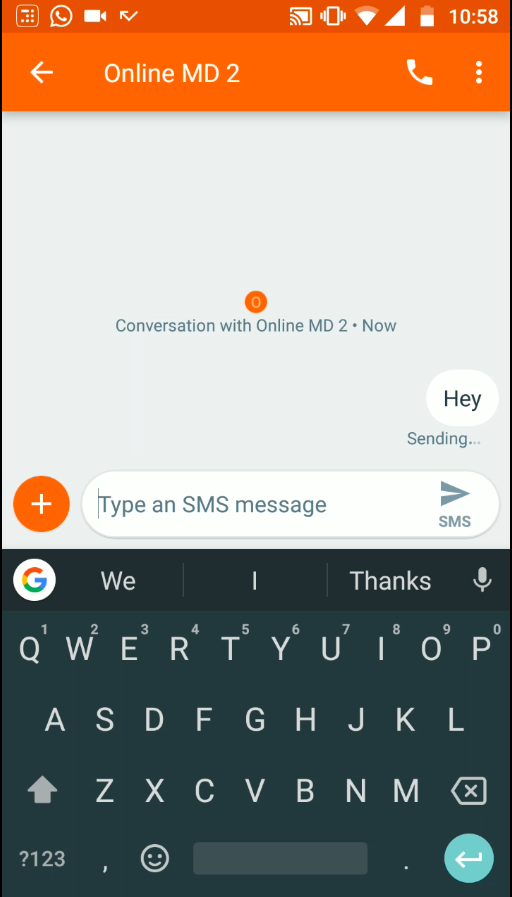 10:58
Online MD 2
O
Conversation with Online MD 2 • Now
Hey
Sending...
Type an SMS message
SMS
G We I Thanks
1 2 3 4 5 6 7 8 9 0
Q W E R T Y U I O P
A S D F G H J K L
Z X C V B N M
?123 , .